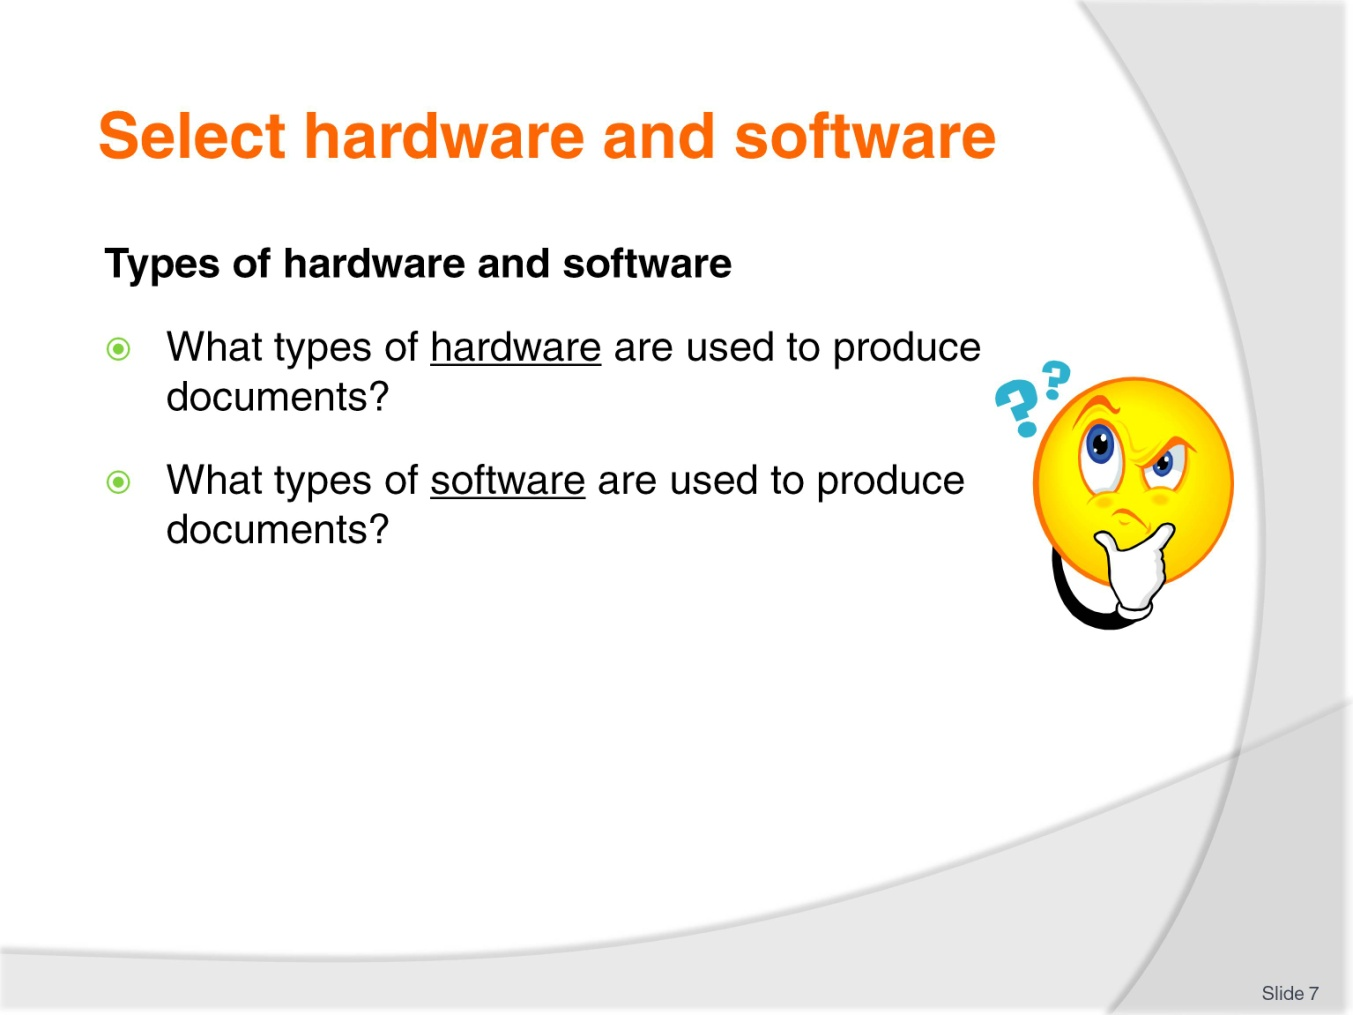 Select hardware and software
Types of hardware and software
What types of hardware are used to produce
documents?
??
What types of software are used to produce
documents?
Slide 7